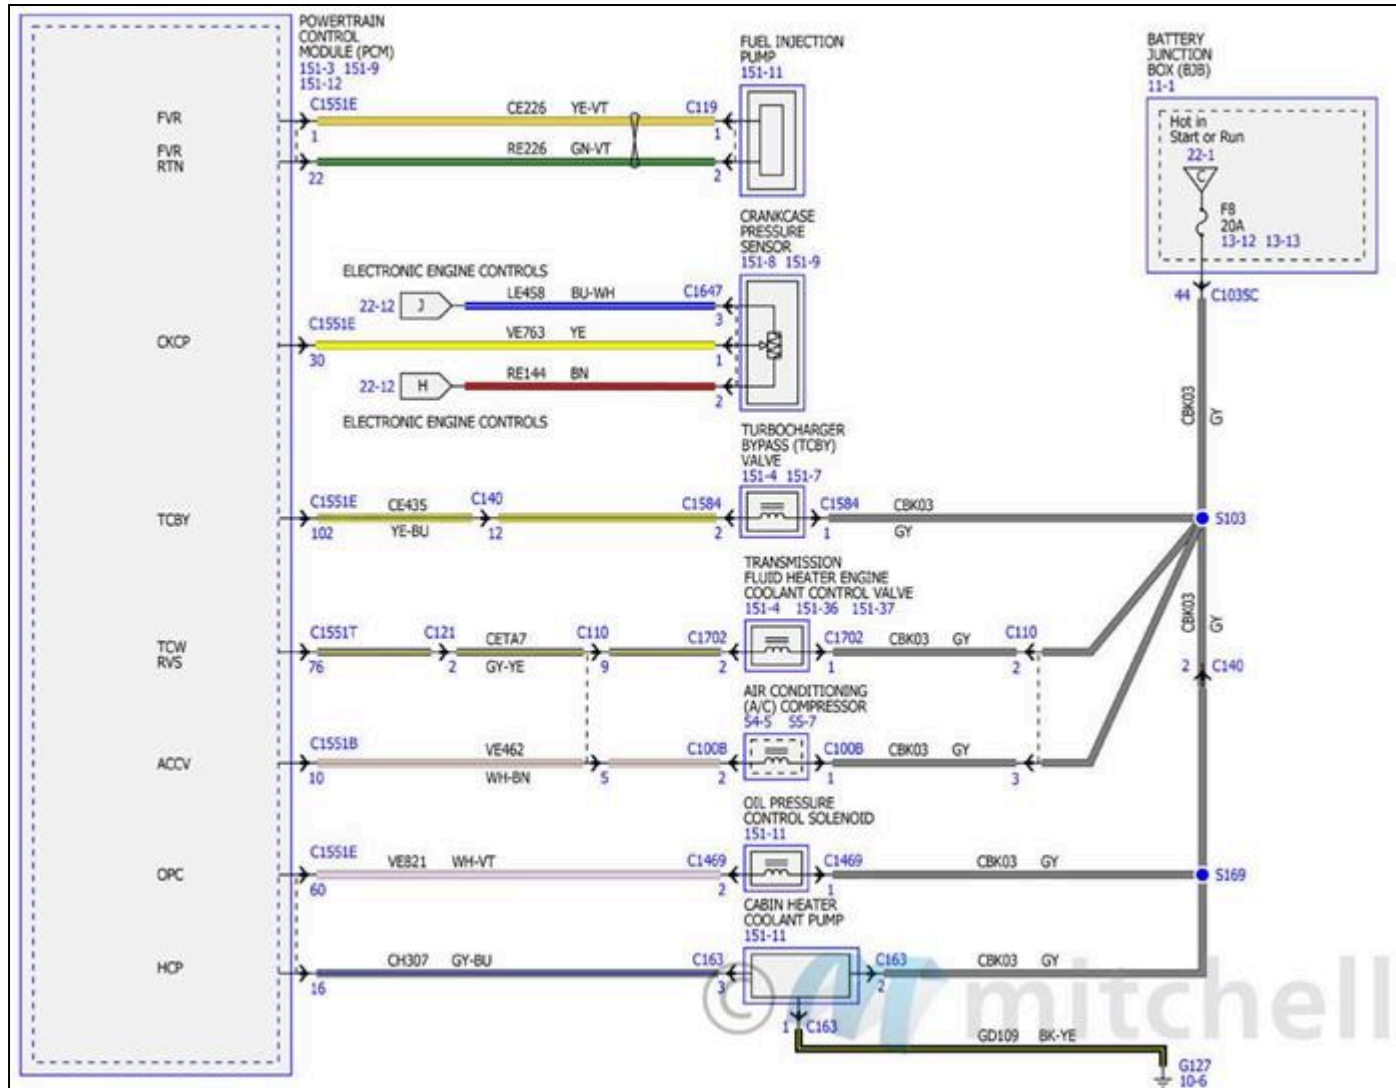 POWERTRAIN
CONTROL
MODULE (PCM)
151-3 151-9
151-12
FUEL INJECTION
PUMP
151-11
BATTERY
JUNCTION
BOX (BJB)
11-1
Hot in
Start or Run
22-1
C
F8
20A
13-12 13-13
44 C1035C
FVR
C1551E
1
CE226 YE-VT
C119
1
FVR
RTN
22
RE226 GN-VT
2
CRANKCASE
PRESSURE
SENSOR
151-8 151-9
ELECTRONIC ENGINE CONTROLS
22-12 J
LE458 BU-WH
C1647
3
CKCP
C1551E
30
VE763 YE
1
22-12 H
RE144 BN
2
ELECTRONIC ENGINE CONTROLS
CBK03
GY
TURBOCHARGER
BYPASS (TCBY)
VALVE
151-4 151-7
TCBY
C1551E
102
CE435
YE-BU
C140
12
C1584
2
C1584
1
CBK03
GY
S103
TRANSMISSION
FLUID HEATER ENGINE
COOLANT CONTROL VALVE
151-4 151-36 151-37
TCW
RVS
C1551T
76
C121
2
CETA7
GY-YE
C110
9
C1702
2
C1702
1
CBK03 GY
C110
2
CBK03
GY
2 C140
AIR CONDITIONING
(A/C) COMPRESSOR
54-5 55-7
ACCV
C1551B
10
VE462
WH-BN
5
C100B
2
C100B
1
CBK03 GY
3
OIL PRESSURE
CONTROL SOLENOID
151-11
OPC
C1551E
60
VE821 WH-VT
C1469
2
C1469
1
CBK03 GY
S169
CABIN HEATER
COOLANT PUMP
151-11
HCP
16
CH307 GY-BU
C163
3
C163
2
CBK03 GY
1 C163
GD109 BK-YE
G127
10-6
© mitchell